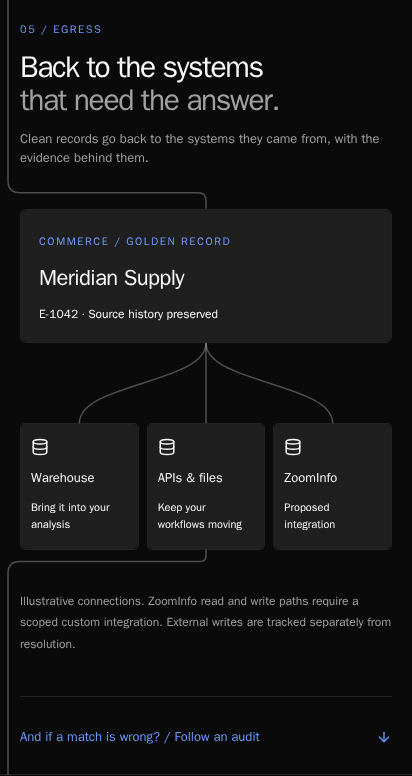 05 / EGRESS
Back to the systems
that need the answer.
Clean records go back to the systems they came from, with the
evidence behind them.
COMMERCE / GOLDEN RECORD
Meridian Supply
E-1042 · Source history preserved
Warehouse
Bring it into your
analysis
APIs & files
Keep your
workflows moving
ZoomInfo
Proposed
integration
Illustrative connections. ZoomInfo read and write paths require a
scoped custom integration. External writes are tracked separately from
resolution.
And if a match is wrong? / Follow an audit